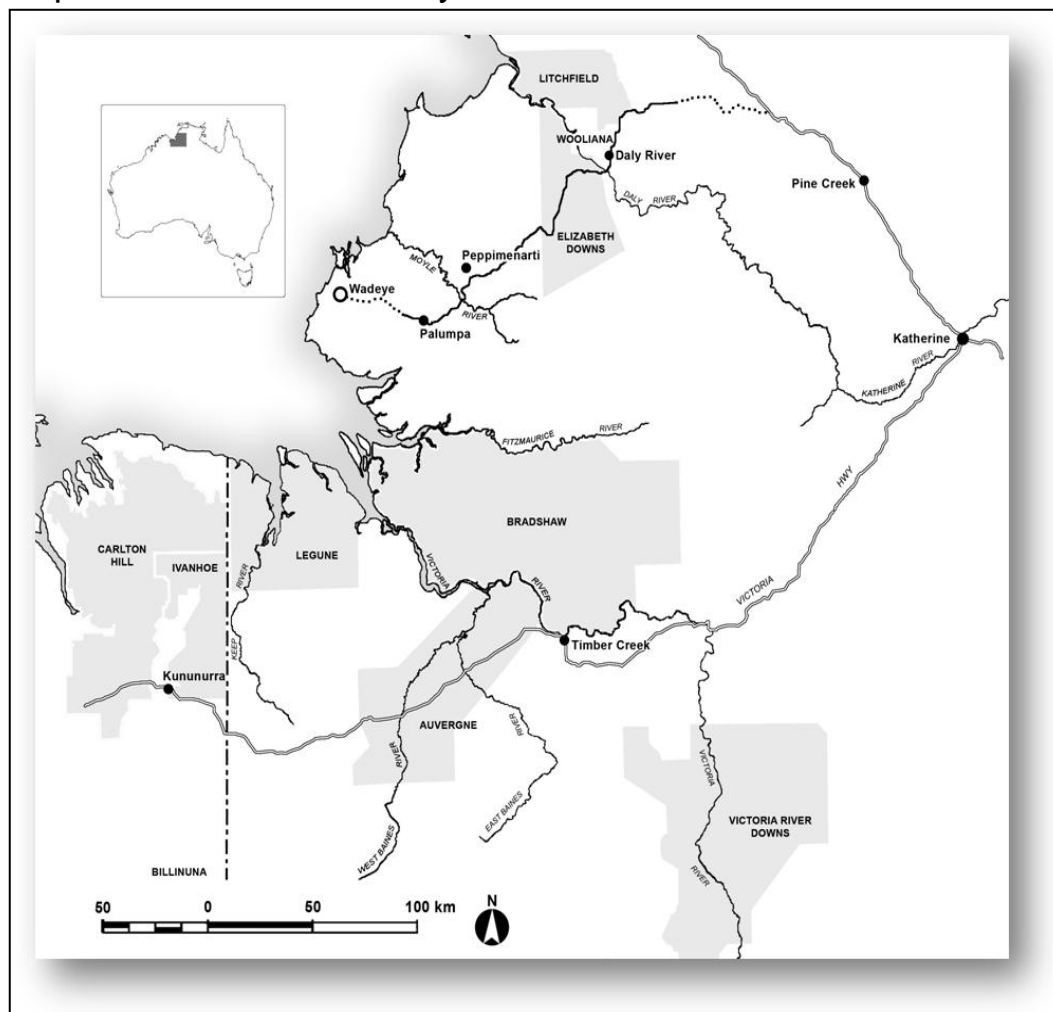 LITCHFIELD
WOOLIANA
Daly River
Pine Creek
DALY RIVER
ELIZABETH
DOWNS
Peppimenarti
MOYLE
RIVER
Wadeye
Palumpa
Katherine
KATHERINE RIVER
FITZMAURICE RIVER
BRADSHAW
VICTORIA HWY
CARLTON
HILL
IVANHOE
LEGUNE
KEEP RIVER
VICTORIA RIVER
Timber Creek
Kununurra
AUVERGNE
RIVER
RIVER
WEST BAINES
EAST BAINES
VICTORIA
RIVER
VICTORIA RIVER
DOWNS
BILLINUNA
50 0 50 100 km
N